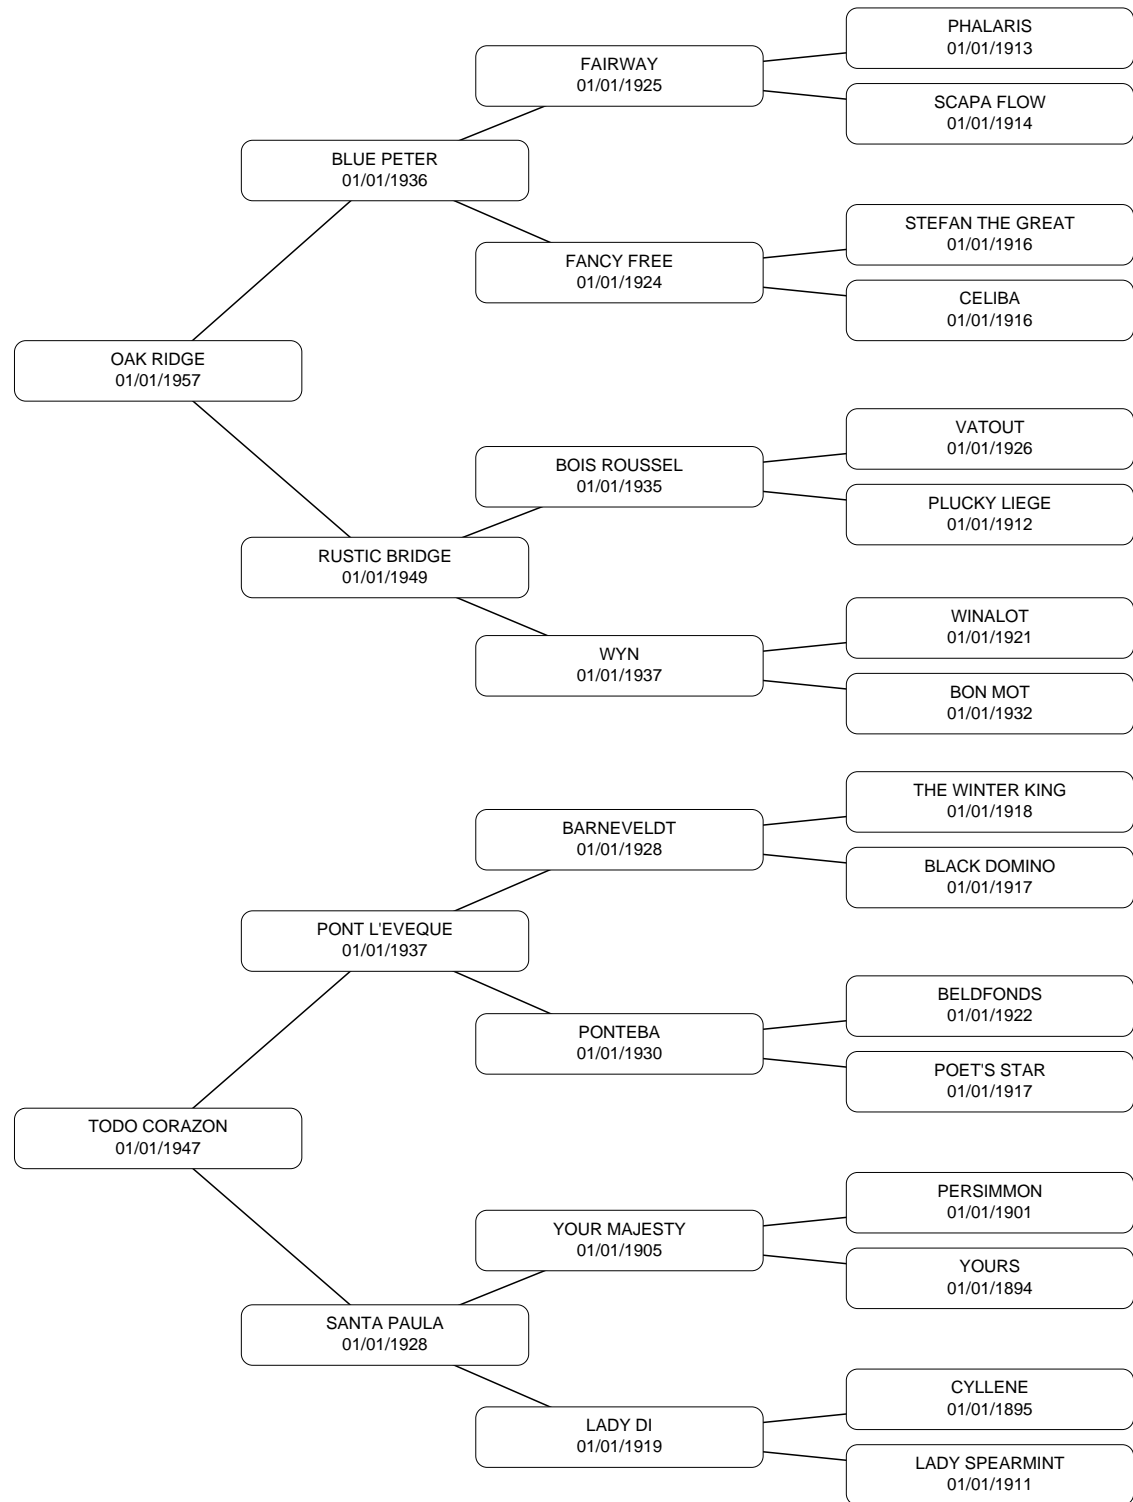 PHALARIS
01/01/1913
FAIRWAY
01/01/1925
SCAPA FLOW
01/01/1914
BLUE PETER
01/01/1936
STEFAN THE GREAT
01/01/1916
FANCY FREE
01/01/1924
CELIBA
01/01/1916
OAK RIDGE
01/01/1957
VATOUT
01/01/1926
BOIS ROUSSEL
01/01/1935
PLUCKY LIEGE
01/01/1912
RUSTIC BRIDGE
01/01/1949
WINALOT
01/01/1921
WYN
01/01/1937
BON MOT
01/01/1932
THE WINTER KING
01/01/1918
BARNEVELDT
01/01/1928
BLACK DOMINO
01/01/1917
PONT L'EVEQUE
01/01/1937
BELDFONDS
01/01/1922
PONTEBA
01/01/1930
POET'S STAR
01/01/1917
TODO CORAZON
01/01/1947
PERSIMMON
01/01/1901
YOUR MAJESTY
01/01/1905
YOURS
01/01/1894
SANTA PAULA
01/01/1928
CYLLENE
01/01/1895
LADY DI
01/01/1919
LADY SPEARMINT
01/01/1911